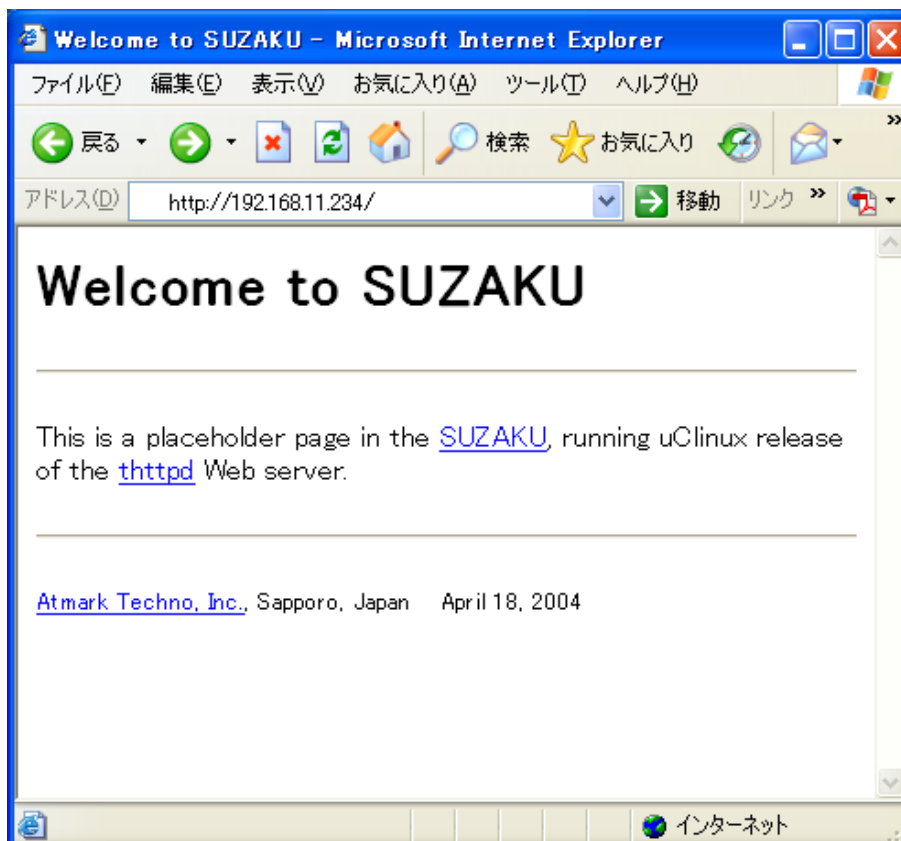 Welcome to SUZAKU - Microsoft Internet Explorer
ファイル(F) 編集(E) 表示(V) お気に入り(A) ツール(T) ヘルプ(H)
戻る 検索 お気に入り »
アドレス(D) http://192.168.11.234/ 移動 リンク »
Welcome to SUZAKU
This is a placeholder page in the SUZAKU, running uClinux release
of the thttpd Web server.
Atmark Techno, Inc., Sapporo, Japan April 18, 2004
インターネット